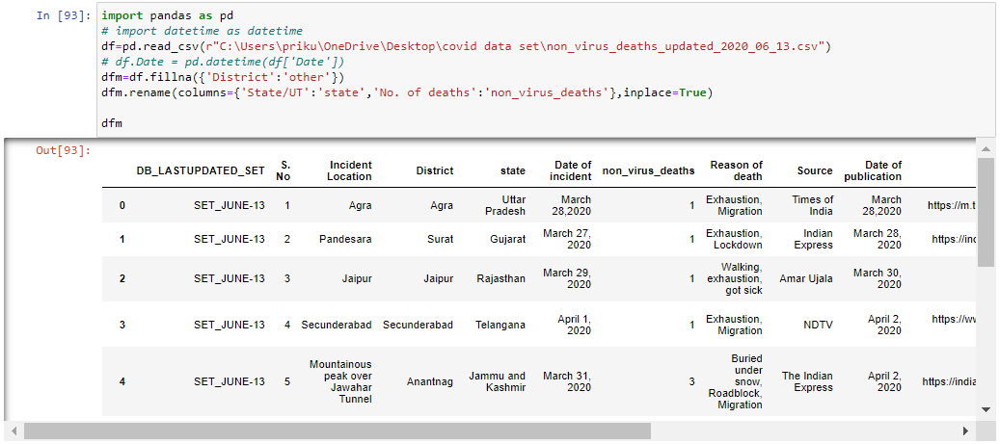 In [93]: import pandas as pd
# import datetime as datetime
df=pd.read_csv(r"C:\Users\priku\OneDrive\Desktop\covid data set\non_virus_deaths_updated_2020_06_13.csv")
# df.Date = pd.datetime(df['Date'])
dfm=df.fillna({'District':'other'})
dfm.rename(columns={'State/UT':'state','No. of deaths':'non_virus_deaths'},inplace=True)
dfm
Out[93]:
DB_LASTUPDATED_SET S. No Incident Location District state Date of incident non_virus_deaths Reason of death Source Date of publication
0 SET_JUNE-13 1 Agra Agra Uttar Pradesh March 28,2020 1 Exhaustion, Migration Times of India March 28,2020 https://m.t
1 SET_JUNE-13 2 Pandesara Surat Gujarat March 27, 2020 1 Exhaustion, Lockdown Indian Express March 28, 2020 https://inc
2 SET_JUNE-13 3 Jaipur Jaipur Rajasthan March 29, 2020 1 Walking, exhaustion, got sick Amar Ujala March 30, 2020
3 SET_JUNE-13 4 Secunderabad Secunderabad Telangana April 1, 2020 1 Exhaustion, Migration NDTV April 2, 2020 https://ww
4 SET_JUNE-13 5 Mountainous peak over Jawahar Tunnel Anantnag Jammu and Kashmir March 31, 2020 3 Buried under snow, Roadblock, Migration The Indian Express April 2, 2020 https://india